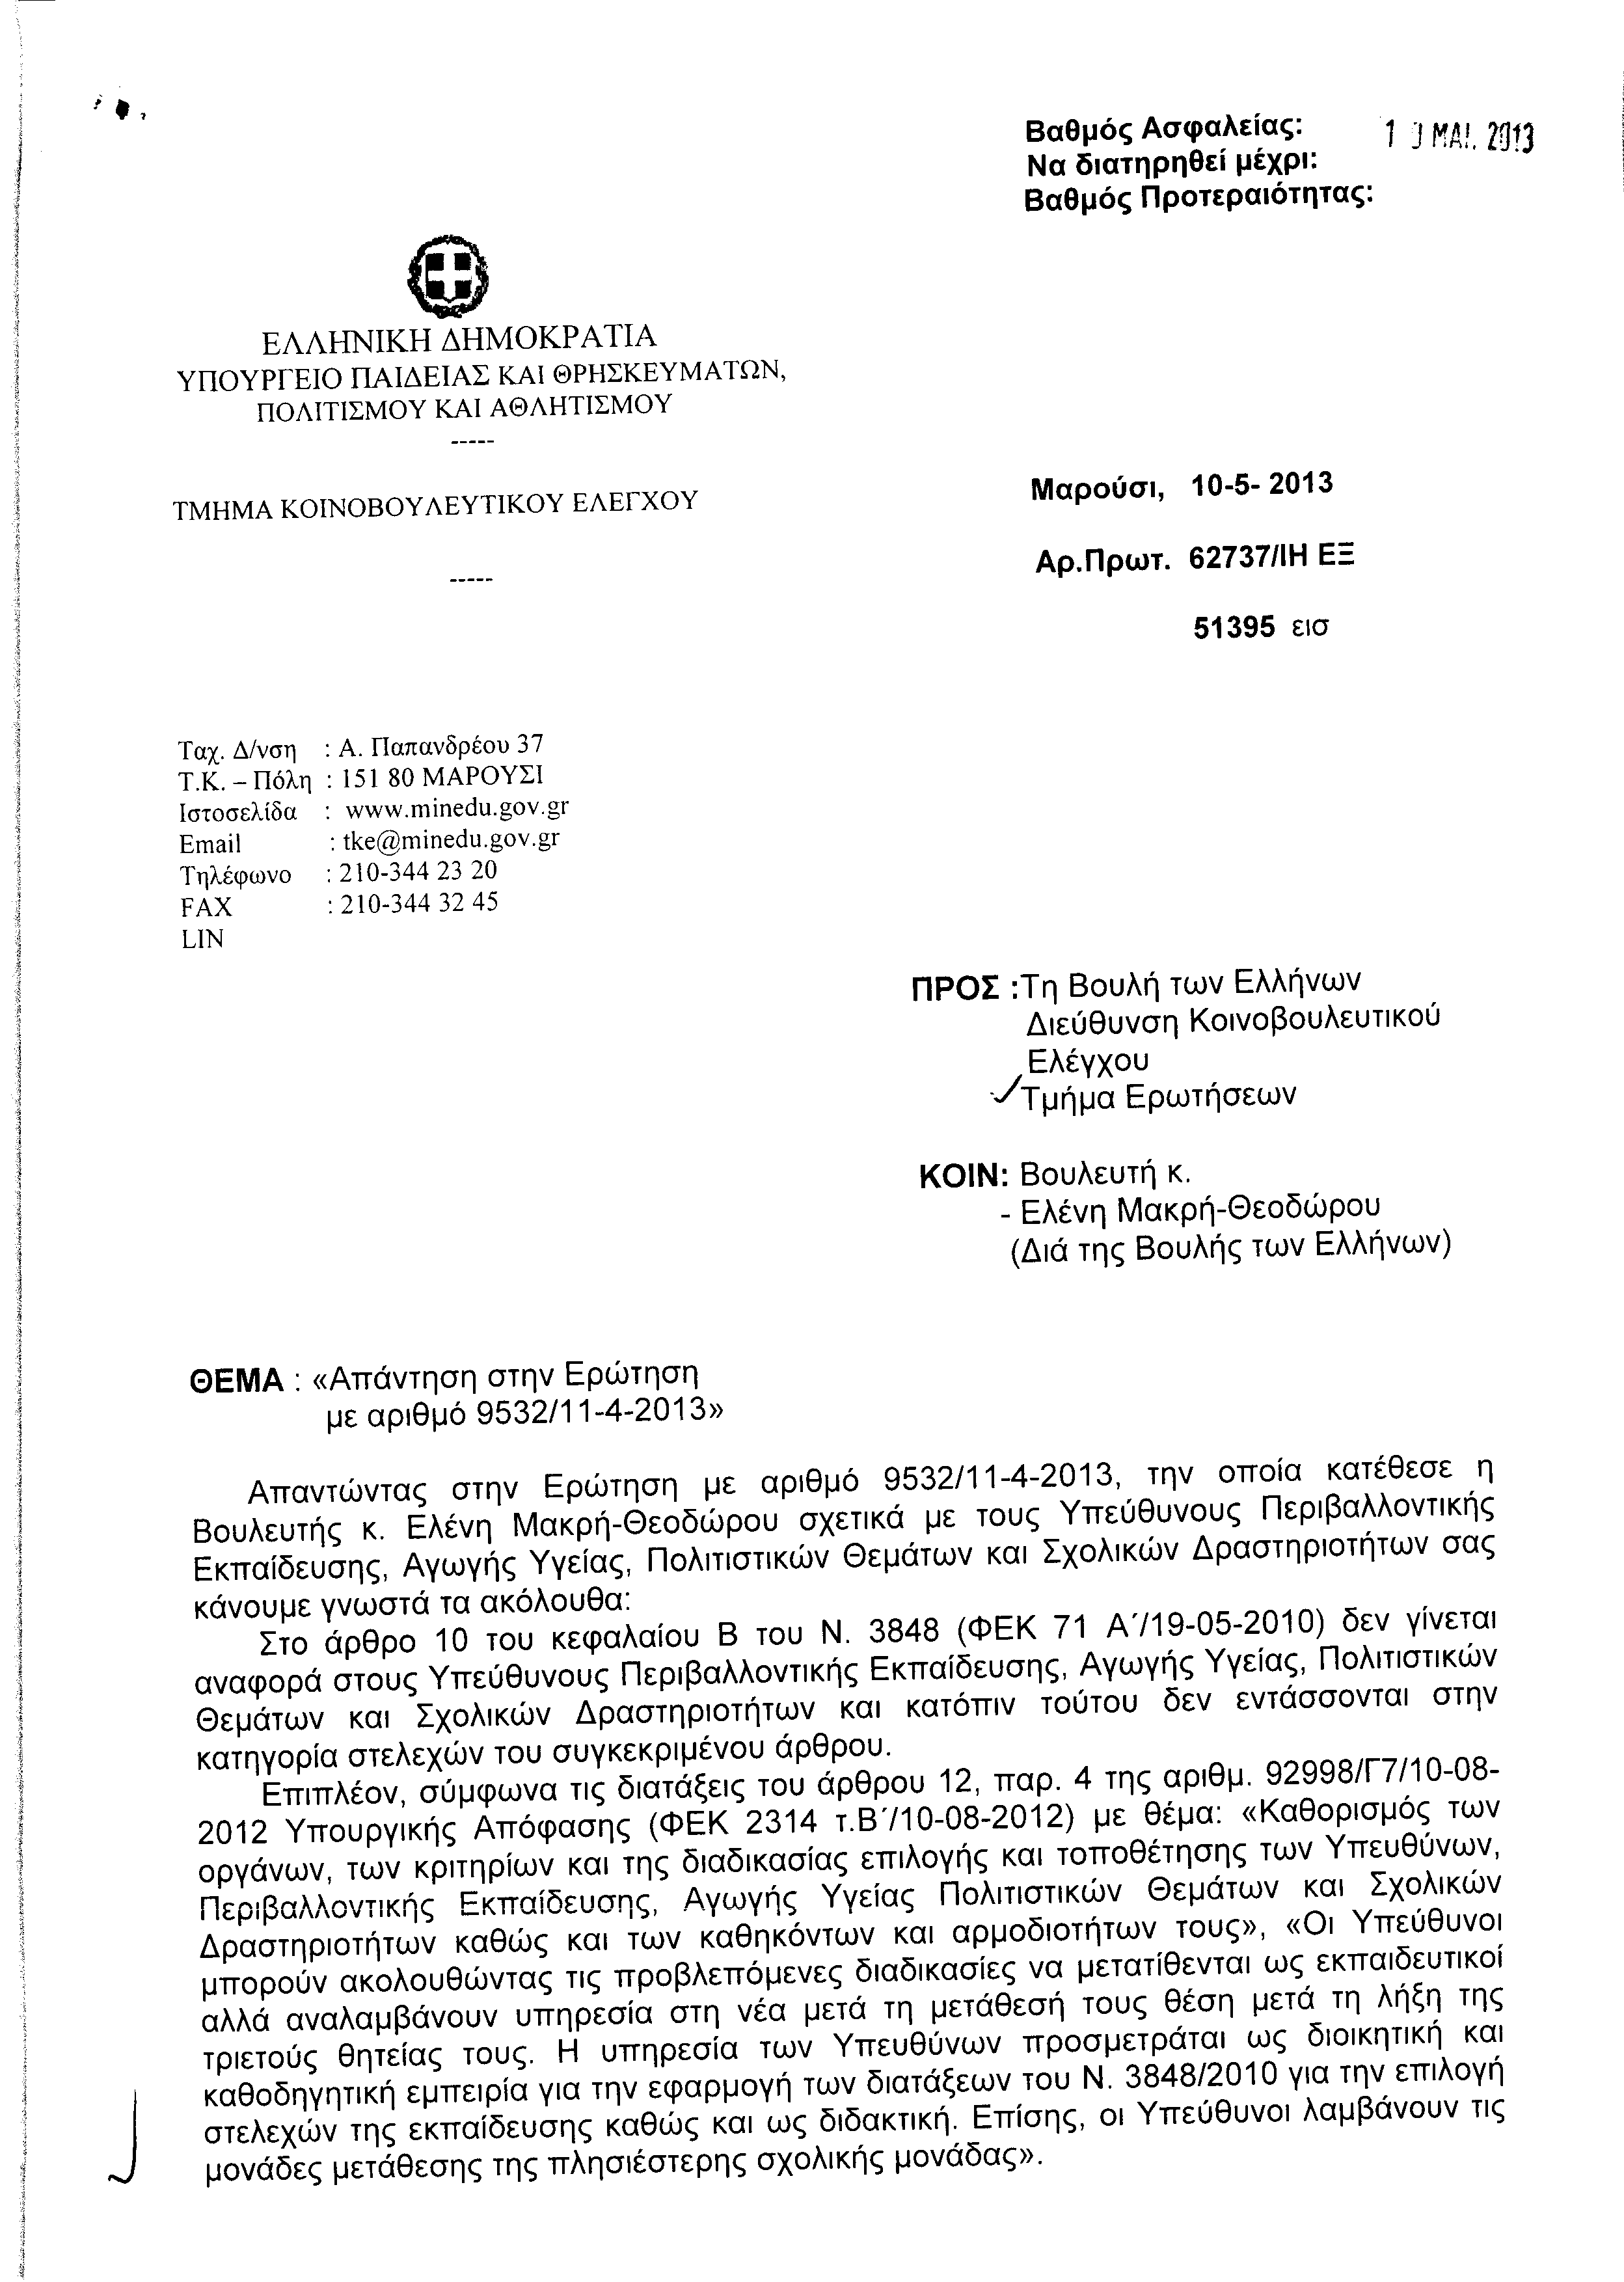 Βαθμός Ασφαλείας:
Να διατηρηθεί μέχρι:
Βαθμός Προτεραιότητας:
ΜΑΙ. 2013
ΕΛΛΗΝΙΚΗ ΔΗΜΟΚΡΑΤΙΑ
ΥΠΟΥΡΓΕΙΟ ΠΑΙΔΕΙΑΣ ΚΑΙ ΘΡΗΣΚΕΥΜΑΤΩΝ,
ΠΟΛΙΤΙΣΜΟΥ ΚΑΙ ΑΘΛΗΤΙΣΜΟΥ
-----
ΤΜΗΜΑ ΚΟΙΝΟΒΟΥΛΕΥΤΙΚΟΥ ΕΛΕΓΧΟΥ
-----
Μαρούσι, 10-5- 2013
Αρ.Πρωτ. 62737/ΙΗ ΕΞ
51395 εισ
Ταχ. Δ/νση : Α. Παπανδρέου 37
Τ.Κ. – Πόλη : 151 80 ΜΑΡΟΥΣΙ
Ιστοσελίδα : www.minedu.gov.gr
Email : tke@minedu.gov.gr
Τηλέφωνο : 210-344 23 20
FAX : 210-344 32 45
LIN
ΠΡΟΣ :Τη Βουλή των Ελλήνων
Διεύθυνση Κοινοβουλευτικού
Ελέγχου
Τμήμα Ερωτήσεων
ΚΟΙΝ: Βουλευτή κ.
- Ελένη Μακρή-Θεοδώρου
(Διά της Βουλής των Ελλήνων)
ΘΕΜΑ : «Απάντηση στην Ερώτηση
με αριθμό 9532/11-4-2013»
Απαντώντας στην Ερώτηση με αριθμό 9532/11-4-2013, την οποία κατέθεσε η
Βουλευτής κ. Ελένη Μακρή-Θεοδώρου σχετικά με τους Υπεύθυνους Περιβαλλοντικής
Εκπαίδευσης, Αγωγής Υγείας, Πολιτιστικών Θεμάτων και Σχολικών Δραστηριοτήτων σας
κάνουμε γνωστά τα ακόλουθα:
Στο άρθρο 10 του κεφαλαίου Β του Ν. 3848 (ΦΕΚ 71 Α΄/19-05-2010) δεν γίνεται
αναφορά στους Υπεύθυνους Περιβαλλοντικής Εκπαίδευσης, Αγωγής Υγείας, Πολιτιστικών
Θεμάτων και Σχολικών Δραστηριοτήτων και κατόπιν τούτου δεν εντάσσονται στην
κατηγορία στελεχών του συγκεκριμένου άρθρου.
Επιπλέον, σύμφωνα τις διατάξεις του άρθρου 12, παρ. 4 της αριθμ. 92998/Γ7/10-08-
2012 Υπουργικής Απόφασης (ΦΕΚ 2314 τ.Β΄/10-08-2012) με θέμα: «Καθορισμός των
οργάνων, των κριτηρίων και της διαδικασίας επιλογής και τοποθέτησης των Υπευθύνων,
Περιβαλλοντικής Εκπαίδευσης, Αγωγής Υγείας Πολιτιστικών Θεμάτων και Σχολικών
Δραστηριοτήτων καθώς και των καθηκόντων και αρμοδιοτήτων τους», «Οι Υπεύθυνοι
μπορούν ακολουθώντας τις προβλεπόμενες διαδικασίες να μετατίθενται ως εκπαιδευτικοί
αλλά αναλαμβάνουν υπηρεσία στη νέα μετά τη μετάθεσή τους θέση μετά τη λήξη της
τριετούς θητείας τους. Η υπηρεσία των Υπευθύνων προσμετράται ως διοικητική και
καθοδηγητική εμπειρία για την εφαρμογή των διατάξεων του Ν. 3848/2010 για την επιλογή
στελεχών της εκπαίδευσης καθώς και ως διδακτική. Επίσης, οι Υπεύθυνοι λαμβάνουν τις
μονάδες μετάθεσης της πλησιέστερης σχολικής μονάδας».